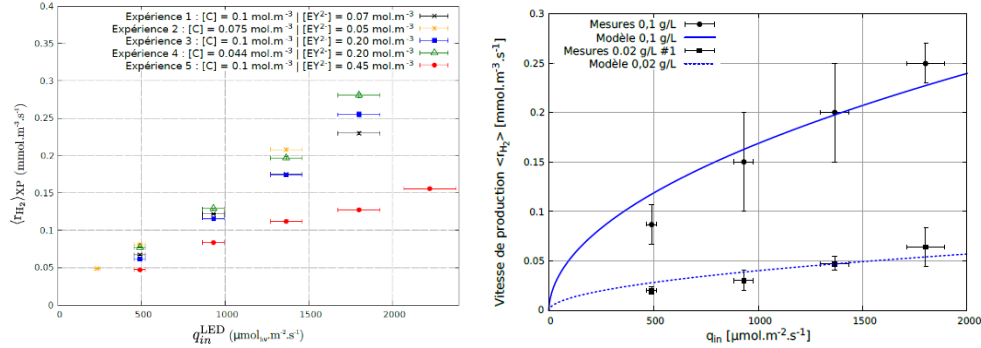 Expérience 1 : [C] = 0.1 mol.m⁻³ | [EY²⁻] = 0.07 mol.m⁻³
Expérience 2 : [C] = 0.075 mol.m⁻³ | [EY²⁻] = 0.05 mol.m⁻³
Expérience 3 : [C] = 0.1 mol.m⁻³ | [EY²⁻] = 0.20 mol.m⁻³
Expérience 4 : [C] = 0.044 mol.m⁻³ | [EY²⁻] = 0.20 mol.m⁻³
Expérience 5 : [C] = 0.1 mol.m⁻³ | [EY²⁻] = 0.45 mol.m⁻³
0.4
0.35
0.3
0.25
0.2
0.15
0.1
0.05
0
0
500
1000
1500
2000
⟨r_H₂⟩_XP (mmol.m⁻³.s⁻¹)
q_in^LED (µmol_hν.m⁻².s⁻¹)
Mesures 0,1 g/L
Modèle 0,1 g/L
Mesures 0.02 g/L #1
Modèle 0,02 g/L
0.3
0.25
0.2
0.15
0.1
0.05
0
0
500
1000
1500
2000
Vitesse de production <r_H₂> [mmol.m⁻³.s⁻¹]
q_in [µmol.m⁻².s⁻¹]